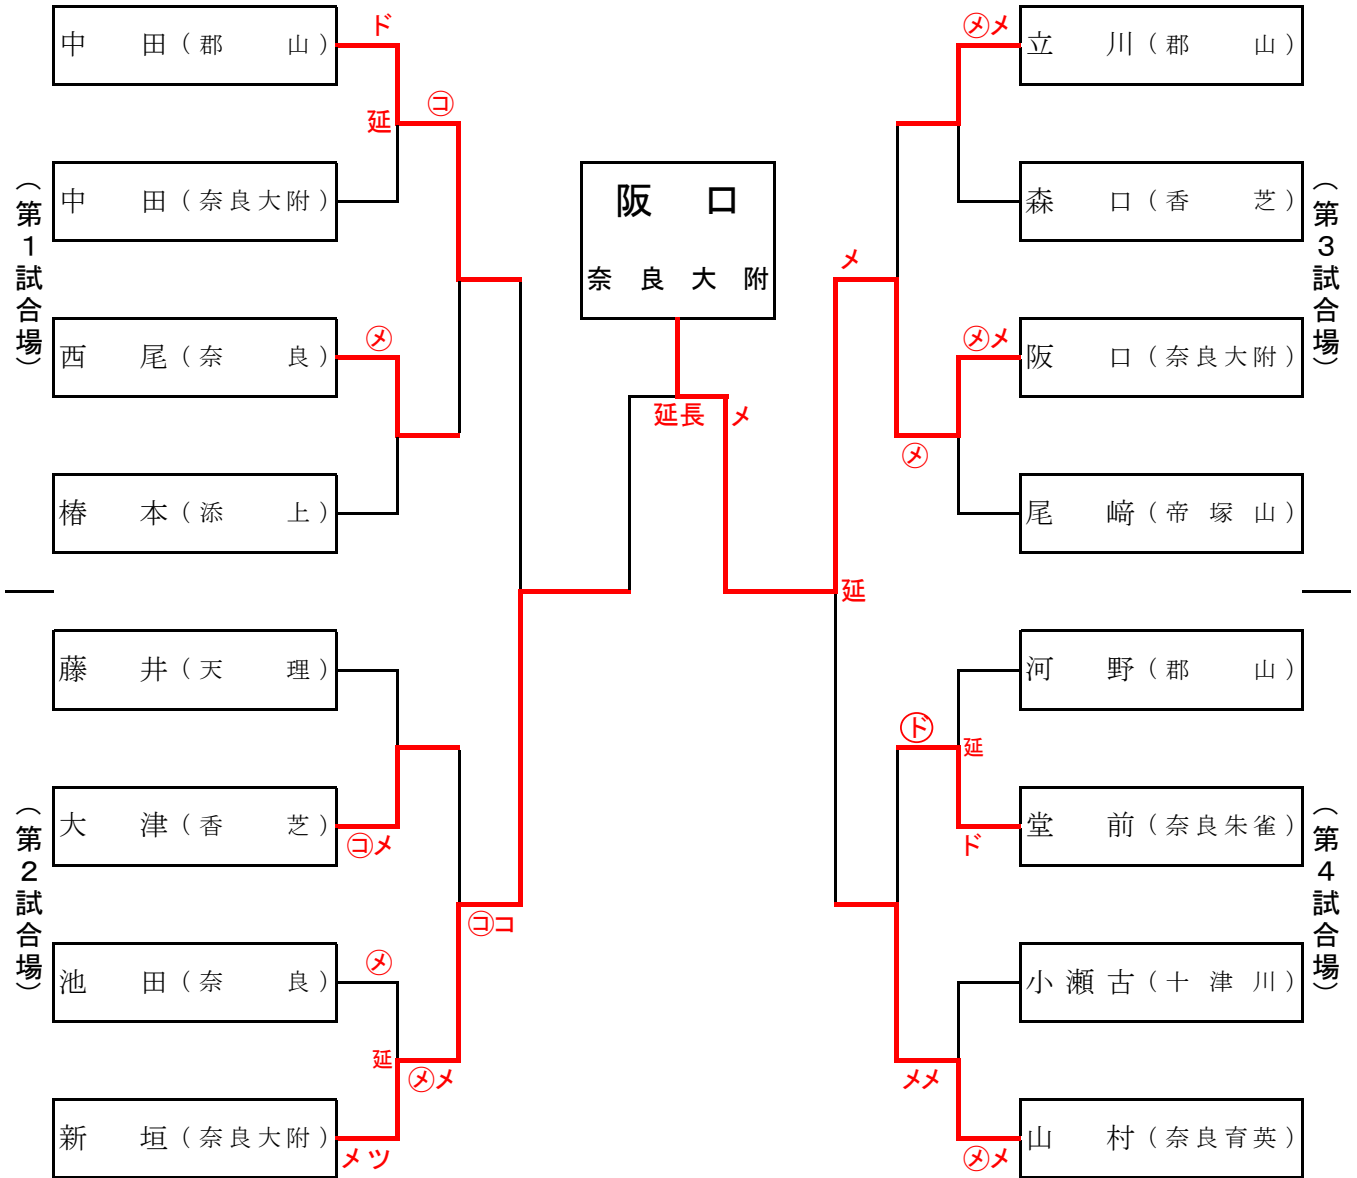 （第１試合場）
中田（郡山）
ド
延
㋙
中田（奈良大附）
西尾（奈良）
㋱
椿本（添上）
（第２試合場）
藤井（天理）
大津（香芝）
㋙メ
㋙コ
池田（奈良）
㋱
延
㋱メ
新垣（奈良大附）
メツ
阪口
奈良大附
延長
メ
（第３試合場）
立川（郡山）
㋱メ
森口（香芝）
メ
阪口（奈良大附）
㋱メ
㋱
尾﨑（帝塚山）
延
（第４試合場）
河野（郡山）
ド
延
堂前（奈良朱雀）
ド
小瀬古（十津川）
メメ
山村（奈良育英）
㋱メ